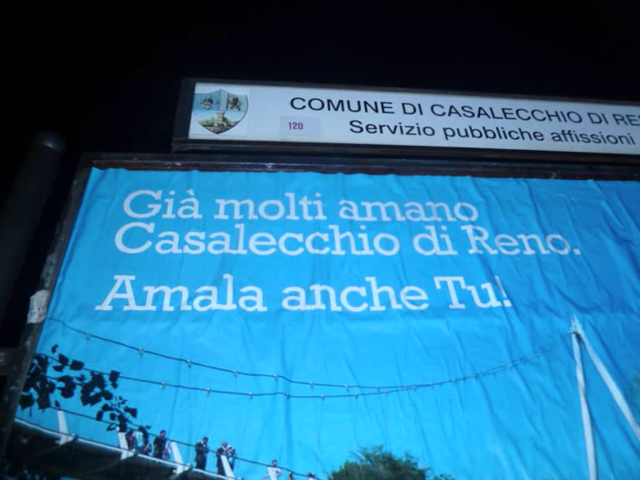 COMUNE DI CASALECCHIO DI
120
Servizio pubbliche affissioni
Già molti amano
Casalecchio di Reno.
Amala anche Tu!